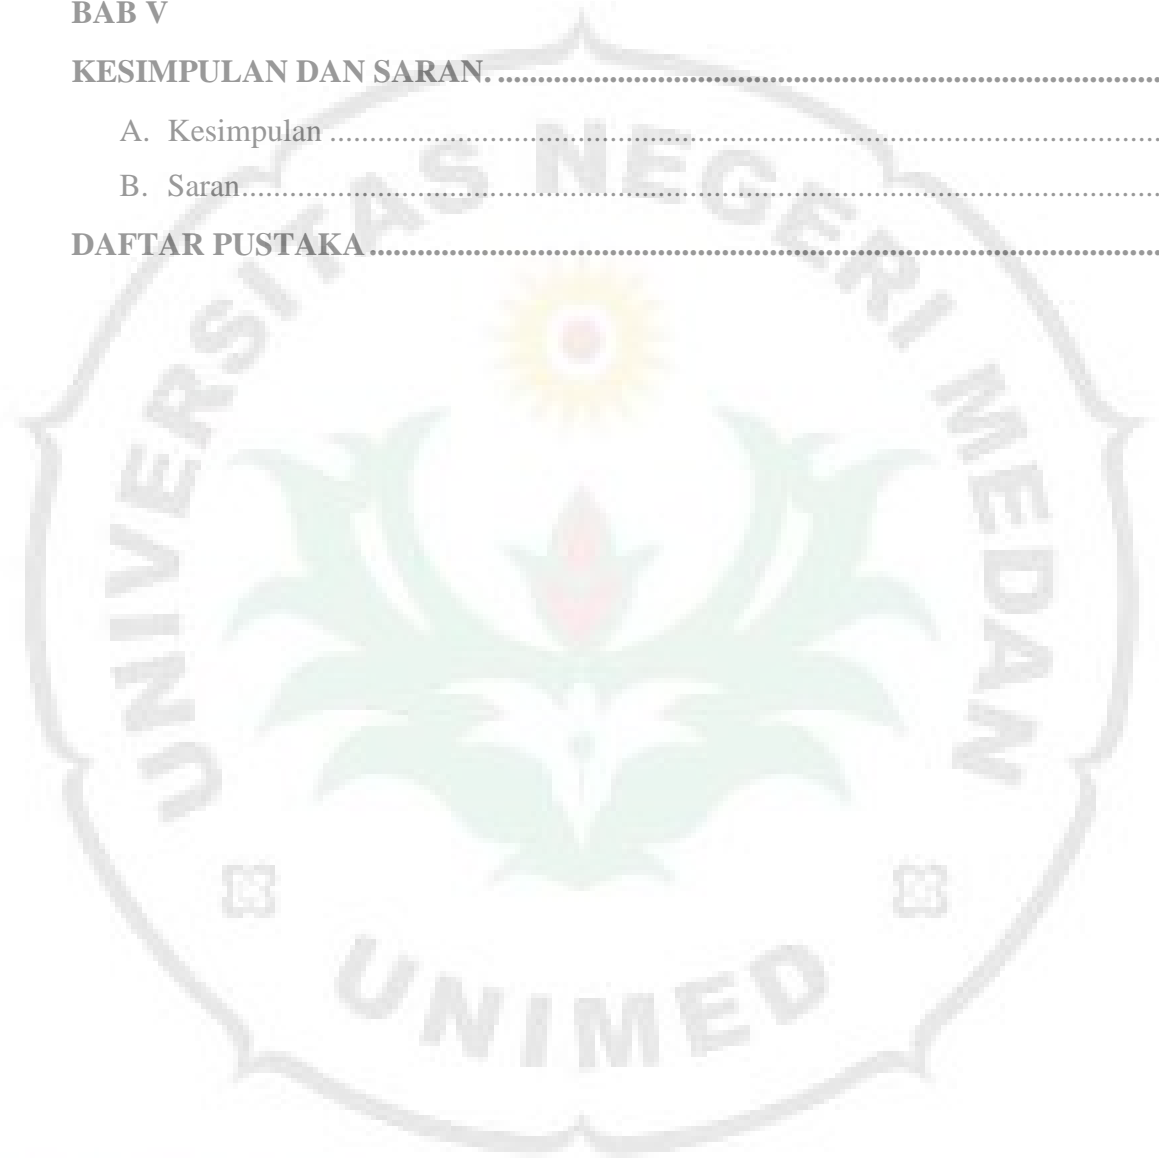 BAB V
KESIMPULAN DAN SARAN. ..........................................................................................
A. Kesimpulan ..........................................................................................................
B. Saran.....................................................................................................................
DAFTAR PUSTAKA ....................................................................................................
UNIVERSITAS NEGERI MEDAN
UNIMED